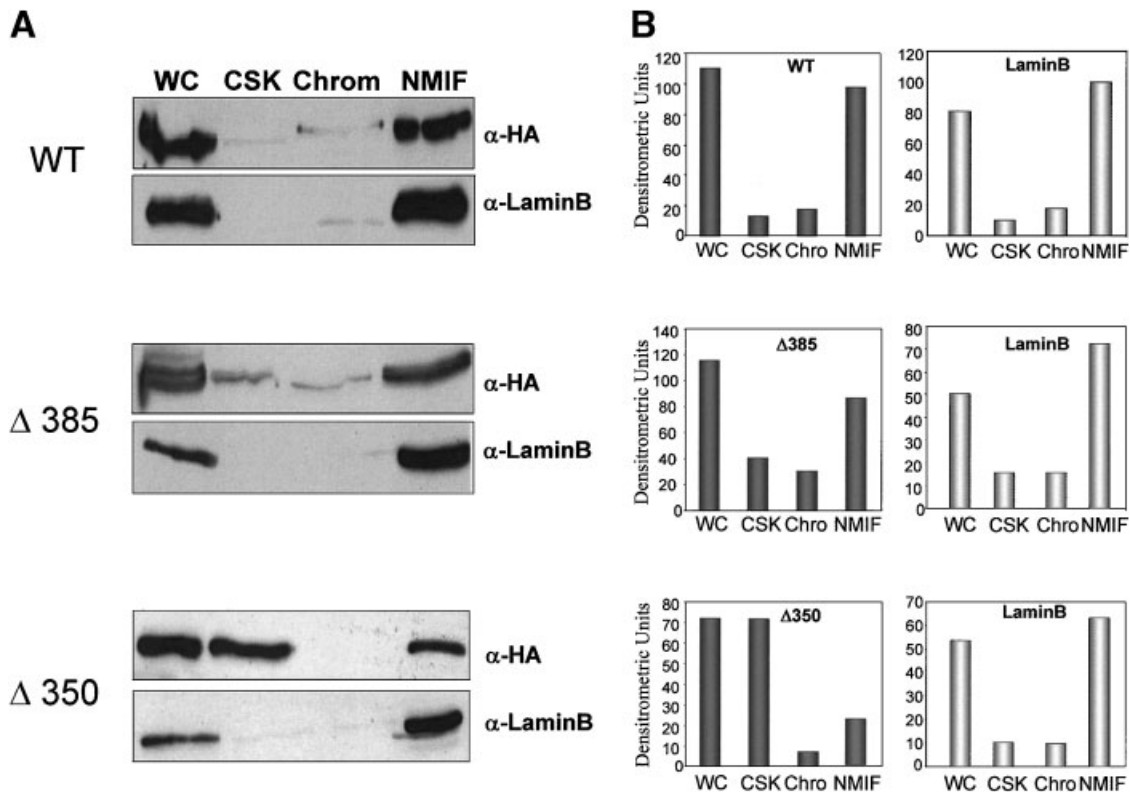 A
WC CSK Chrom NMIF
WT
α-HA
α-LaminB
Δ 385
α-HA
α-LaminB
Δ 350
α-HA
α-LaminB
B
Densitrometric Units
120
100
80
60
40
20
0
WT
WC CSK Chro NMIF
120
100
80
60
40
20
0
LaminB
WC CSK Chro NMIF
Densitrometric Units
140
120
100
80
60
40
20
0
Δ385
WC CSK Chro NMIF
80
70
60
50
40
30
20
10
0
LaminB
WC CSK Chro NMIF
Densitrometric Units
80
70
60
50
40
30
20
10
0
Δ350
WC CSK Chro NMIF
70
60
50
40
30
20
10
0
LaminB
WC CSK Chro NMIF